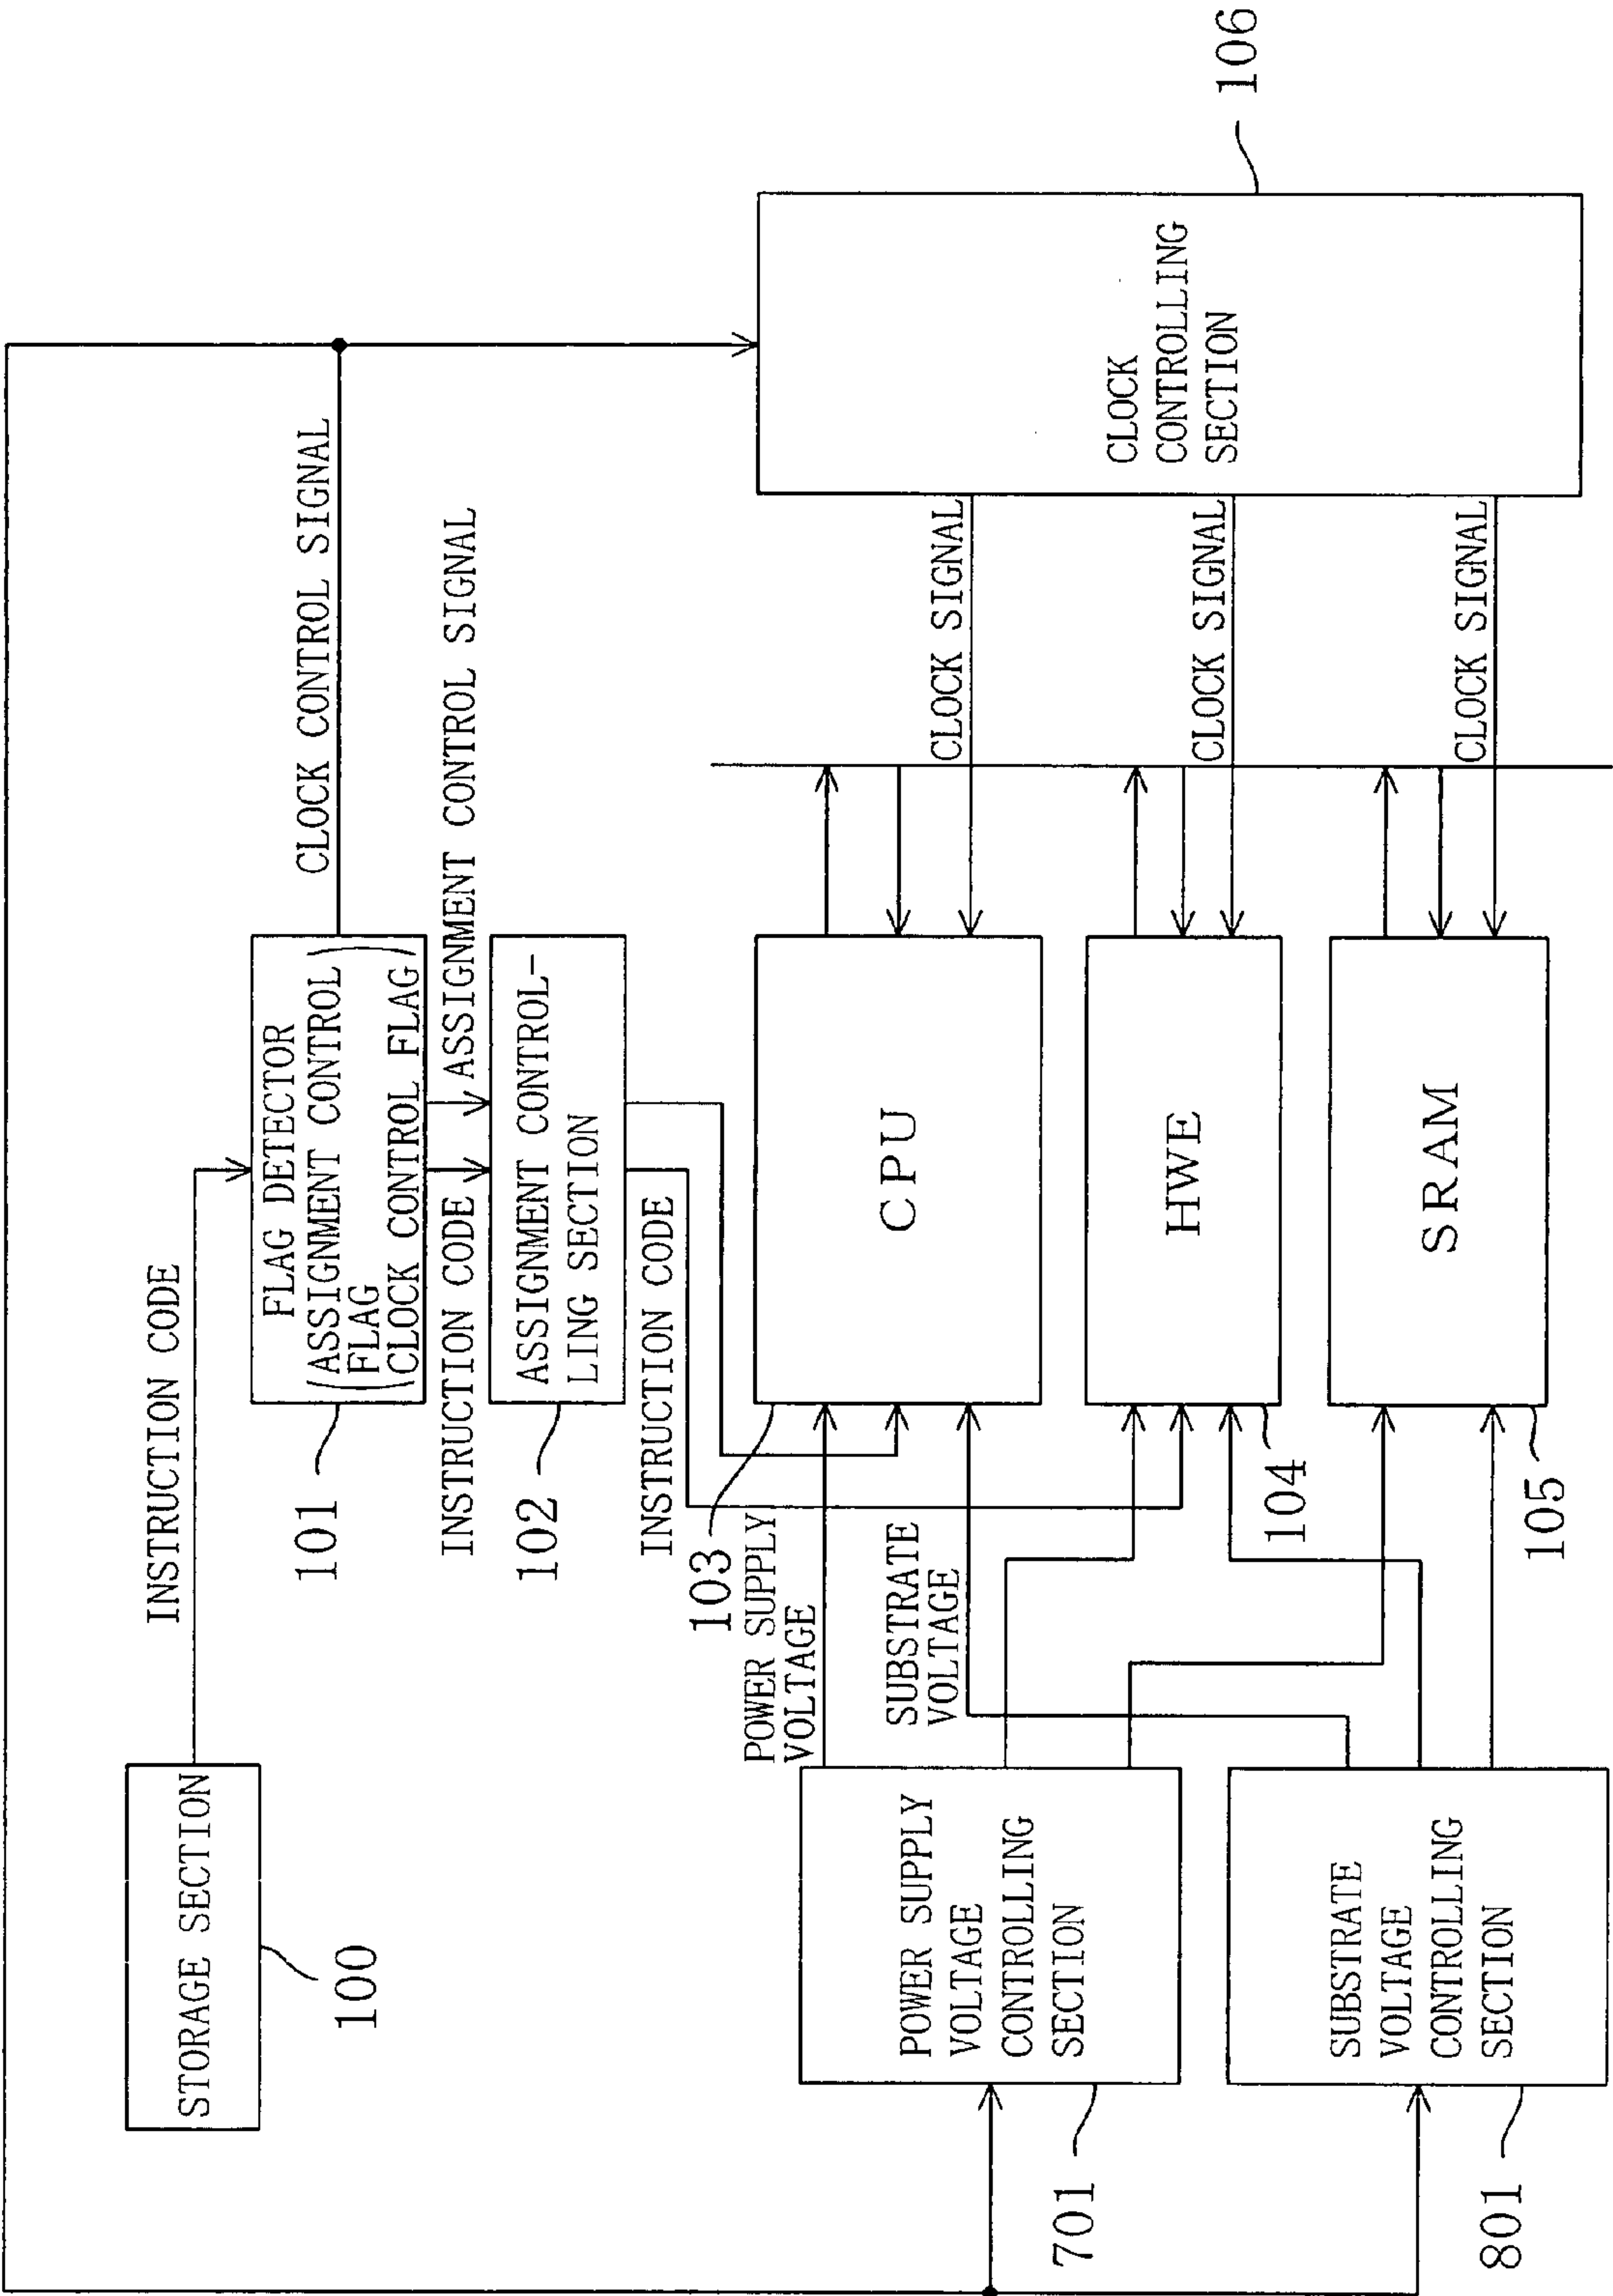 STORAGE SECTION
100
INSTRUCTION CODE
FLAG DETECTOR
(ASSIGNMENT CONTROL
FLAG
CLOCK CONTROL FLAG)
101
CLOCK CONTROL SIGNAL
INSTRUCTION CODE
ASSIGNMENT CONTROL SIGNAL
ASSIGNMENT CONTROL-
LING SECTION
102
INSTRUCTION CODE
103
POWER SUPPLY
VOLTAGE
CPU
CLOCK SIGNAL
SUBSTRATE
VOLTAGE
POWER SUPPLY
VOLTAGE
CONTROLLING
SECTION
701
HWE
104
CLOCK SIGNAL
CLOCK
CONTROLLING
SECTION
106
SUBSTRATE
VOLTAGE
CONTROLLING
SECTION
801
SRAM
105
CLOCK SIGNAL